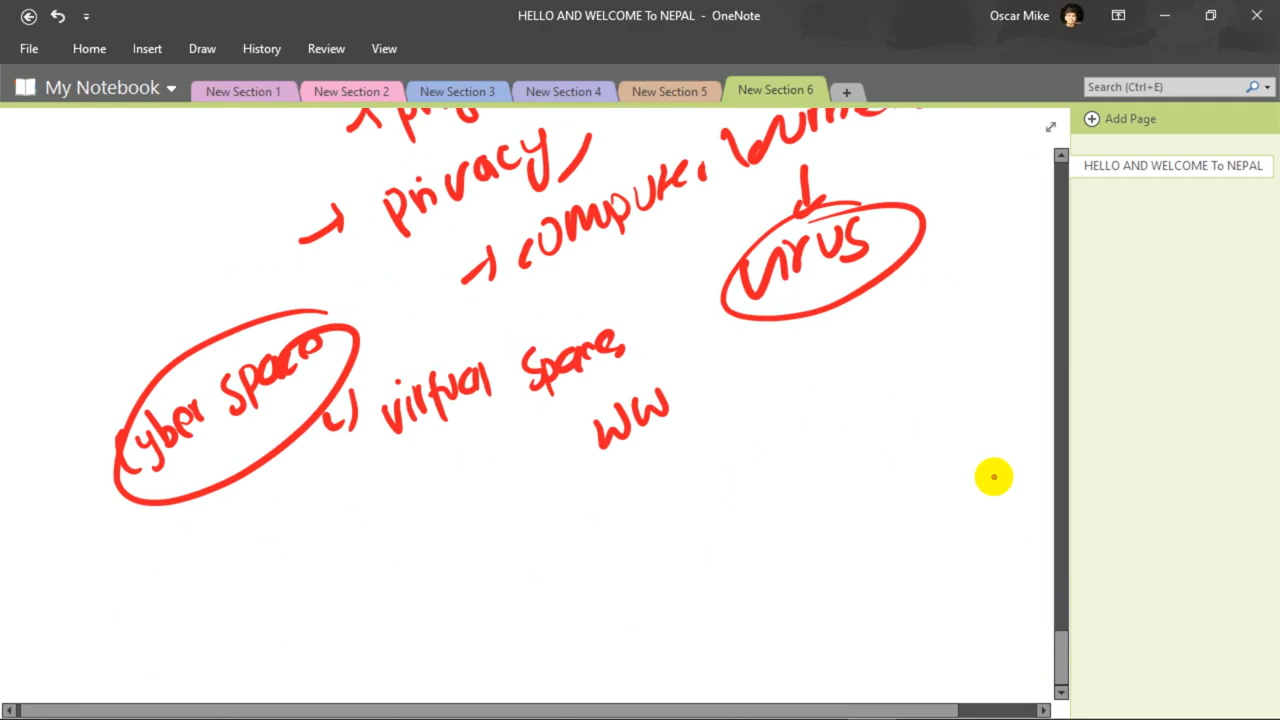 HELLO AND WELCOME To NEPAL - OneNote
Oscar Mike
File Home Insert Draw History Review View
My Notebook
New Section 1 New Section 2 New Section 3 New Section 4 New Section 5 New Section 6
Search (Ctrl+E)
Add Page
HELLO AND WELCOME To NEPAL
→ privacy
→ computer
virus
Cyber space
virtual space,
WW